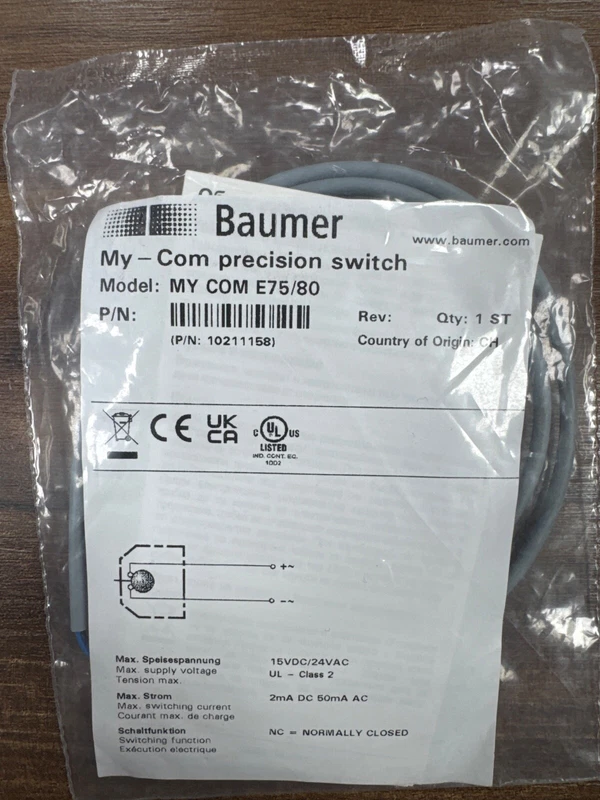 Baumer
www.baumer.com
My – Com precision switch
Model: MY COM E75/80
P/N:
Rev: Qty: 1 ST
(P/N: 10211158)
Country of Origin: CH
CE
UK
CA
C UL US
LISTED
IND. CONT. EQ.
1002
+~
-~
Max. Speisespannung 15VDC/24VAC
Max. supply voltage UL - Class 2
Tension max.
Max. Strom 2mA DC 50mA AC
Max. switching current
Courant max. de charge
Schaltfunktion NC = NORMALLY CLOSED
Switching function
Exécution electrique